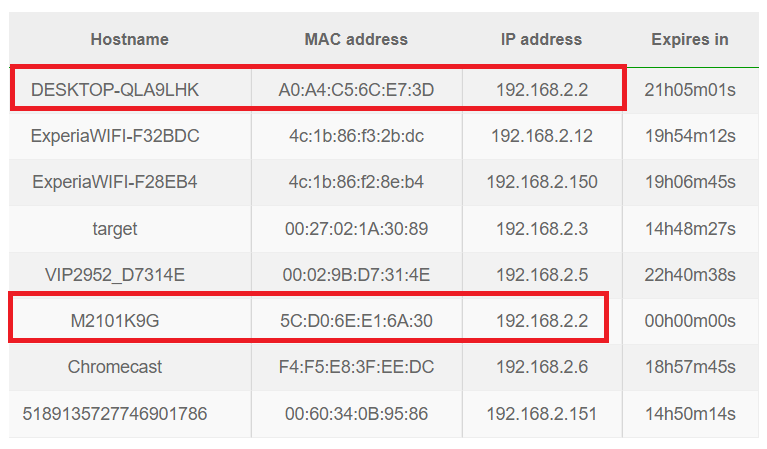 Hostname MAC address IP address Expires in
DESKTOP-QLA9LHK A0:A4:C5:6C:E7:3D 192.168.2.2 21h05m01s
ExperiaWIFI-F32BDC 4c:1b:86:f3:2b:dc 192.168.2.12 19h54m12s
ExperiaWIFI-F28EB4 4c:1b:86:f2:8e:b4 192.168.2.150 19h06m45s
target 00:27:02:1A:30:89 192.168.2.3 14h48m27s
VIP2952_D7314E 00:02:9B:D7:31:4E 192.168.2.5 22h40m38s
M2101K9G 5C:D0:6E:E1:6A:30 192.168.2.2 00h00m00s
Chromecast F4:F5:E8:3F:EE:DC 192.168.2.6 18h57m45s
5189135727746901786 00:60:34:0B:95:86 192.168.2.151 14h50m14s